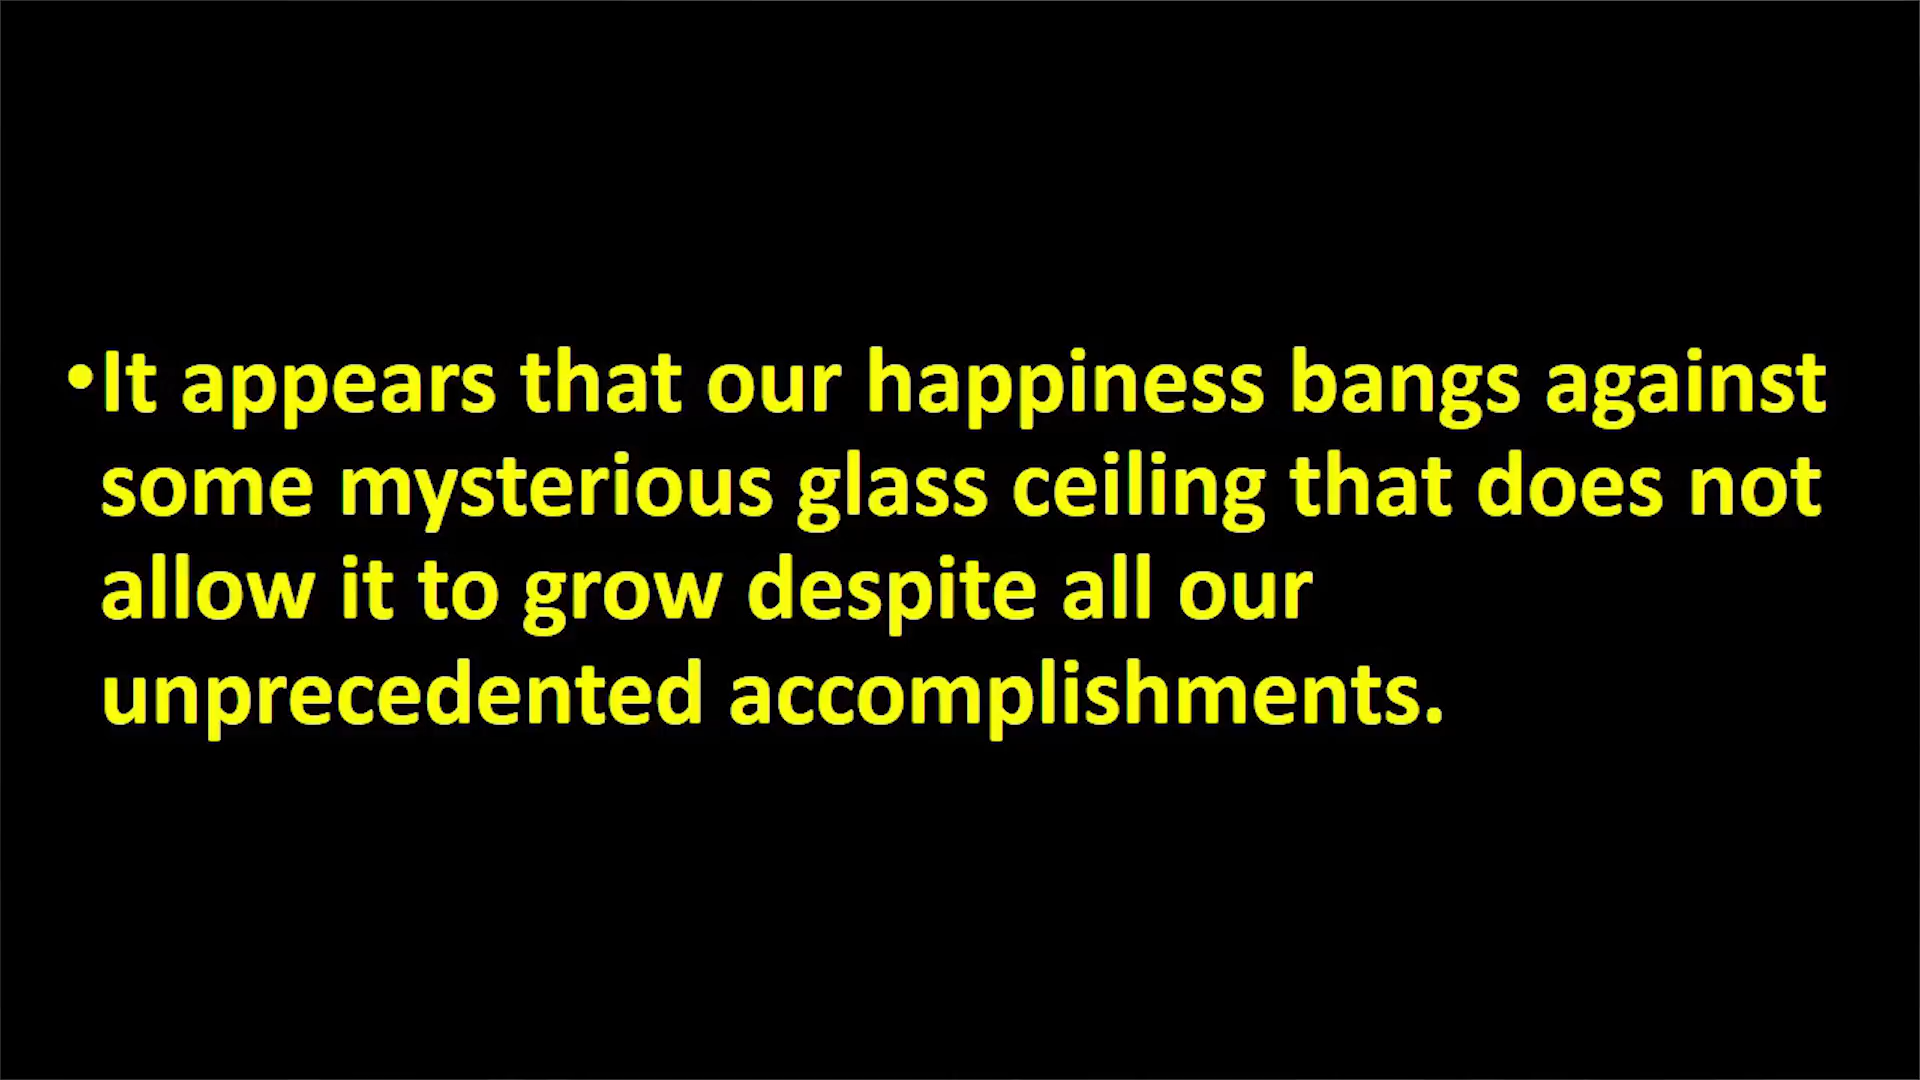 •It appears that our happiness bangs against
some mysterious glass ceiling that does not
allow it to grow despite all our
unprecedented accomplishments.